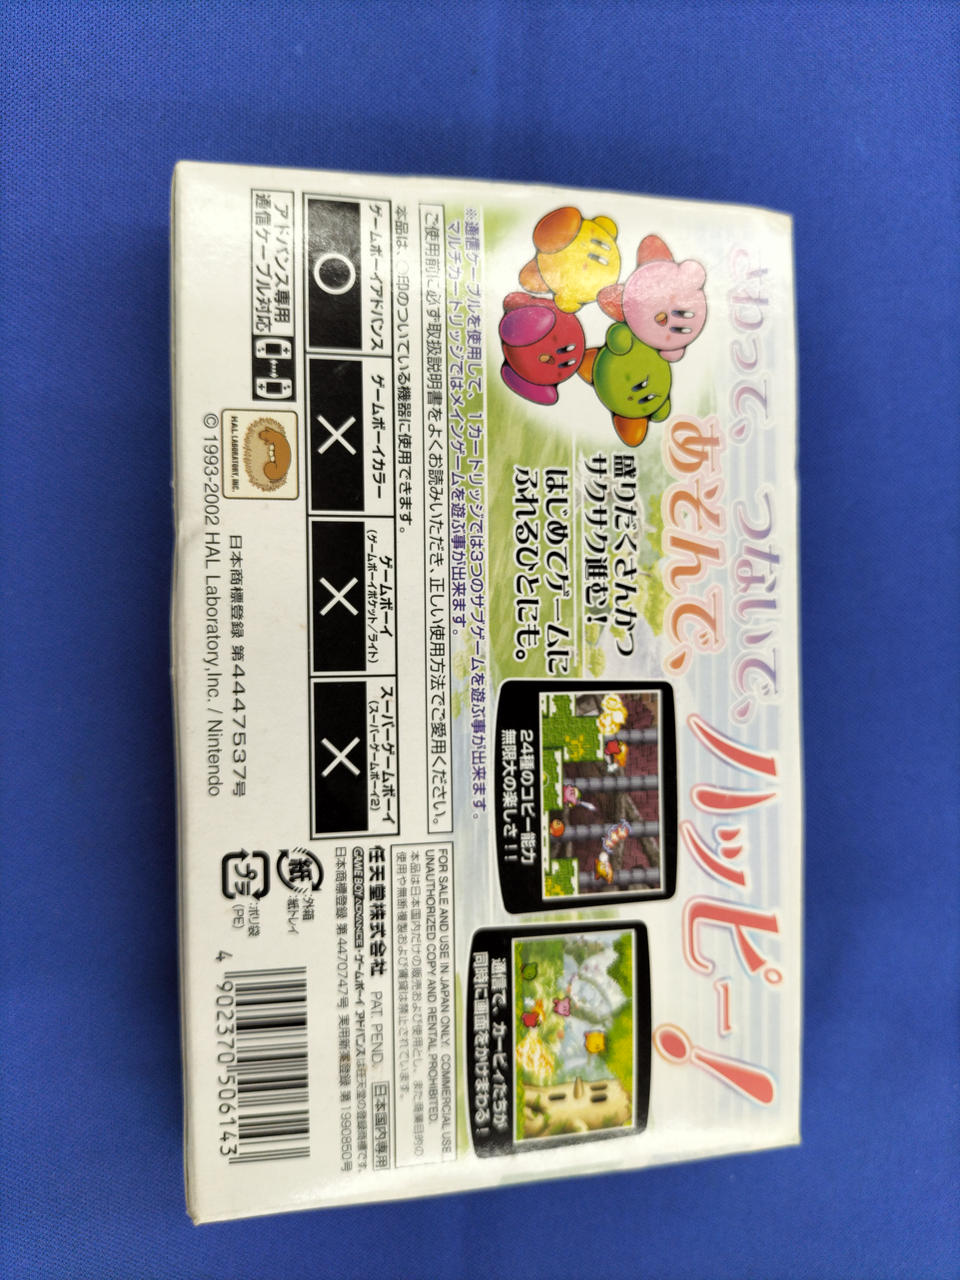 さわって、つないで、
あそんで、ハッピー！
盛りだくさんかつ
サクサク進む！
はじめてゲームに
ふれるひとにも。
24種のコピー能力
無限大の楽しさ！！
通信で、カービィたちが
同時に画面をかけまわる！
※通信ケーブルを使用して、1カートリッジでは3つのサブゲームを遊ぶ事が出来ます。
マルチカートリッジではメインゲームを遊ぶ事が出来ます。
ご使用前に必ず取扱説明書をよくお読みいただき、正しい使用方法でご愛用ください。
本品は、○印のついている機器に使用できます。
ゲームボーイアドバンス
ゲームボーイカラー
ゲームボーイ
(ゲームボーイポケット／ライト)
スーパーゲームボーイ
(スーパーゲームボーイ2)
○
×
×
×
アドバンス専用
通信ケーブル対応
HAL LABORATORY, INC.
日本商標登録 第4447537号
© 1993-2002 HAL Laboratory, Inc. / Nintendo
FOR SALE AND USE IN JAPAN ONLY. COMMERCIAL USE,
UNAUTHORIZED COPY AND RENTAL PROHIBITED.
本品は日本国内だけの販売および使用とし、また商業目的の
使用や無断複製および賃貸は禁止されています。
任天堂株式会社 PAT. PEND. 日本国内専用
GAME BOY ADVANCE・ゲームボーイ アドバンスは任天堂の登録商標です。
日本商標登録 第4470747号 実用新案登録 第1990850号
紙
:外箱
:紙トレイ
プラ
:ポリ袋
(PE)
4 902370 506143